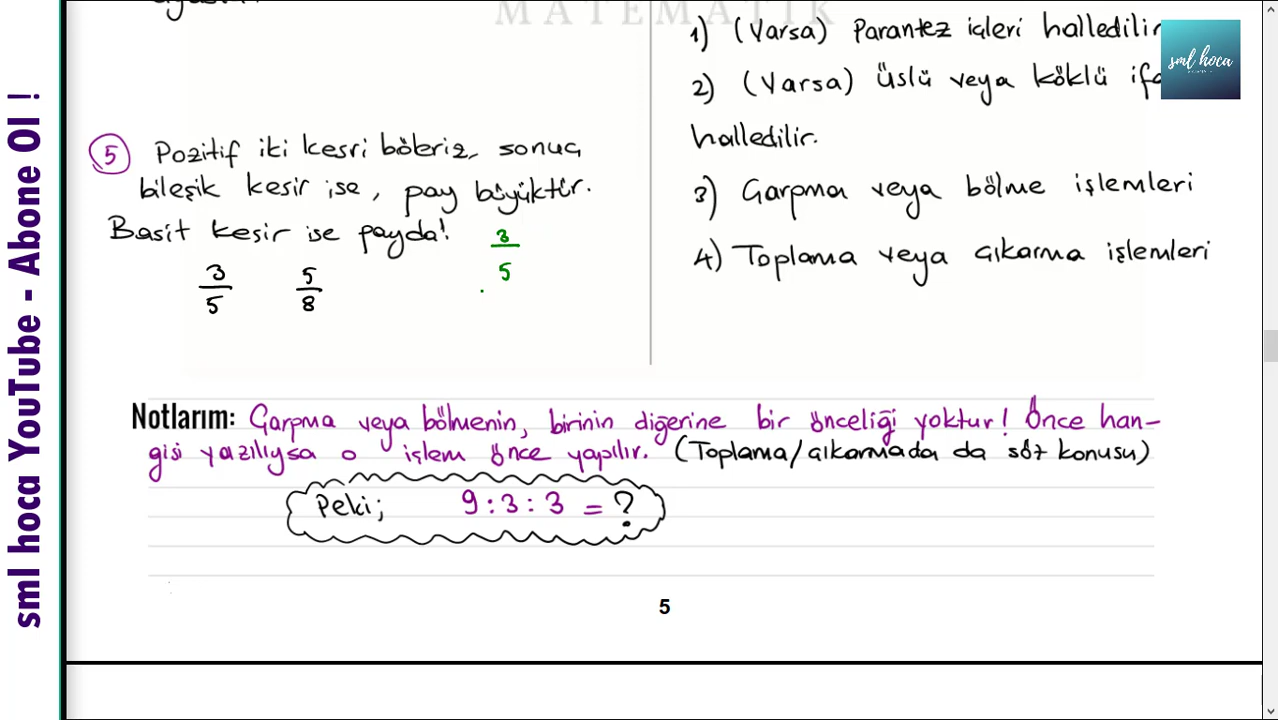 MATEMATİK
5 Pozitif iki kesri böleriz, sonuç
bileşik kesir ise, pay büyüktür.
Basit kesir ise payda!
3/5 5/8
3/5
1) (Varsa) Parantez içleri halledilir
2) (Varsa) üslü veya köklü
halledilir.
3) Çarpma veya bölme işlemleri
4) Toplama veya çıkarma işlemleri
sml hoca
Notlarım: Çarpma veya bölmenin, birinin diğerine bir önceliği yoktur! Önce han-
gisi yazılıysa o işlem önce yapılır. (Toplama/çıkarmada da söz konusu)
Peki; 9:3:3 = ?
5
sml hoca YouTube - Abone Ol !